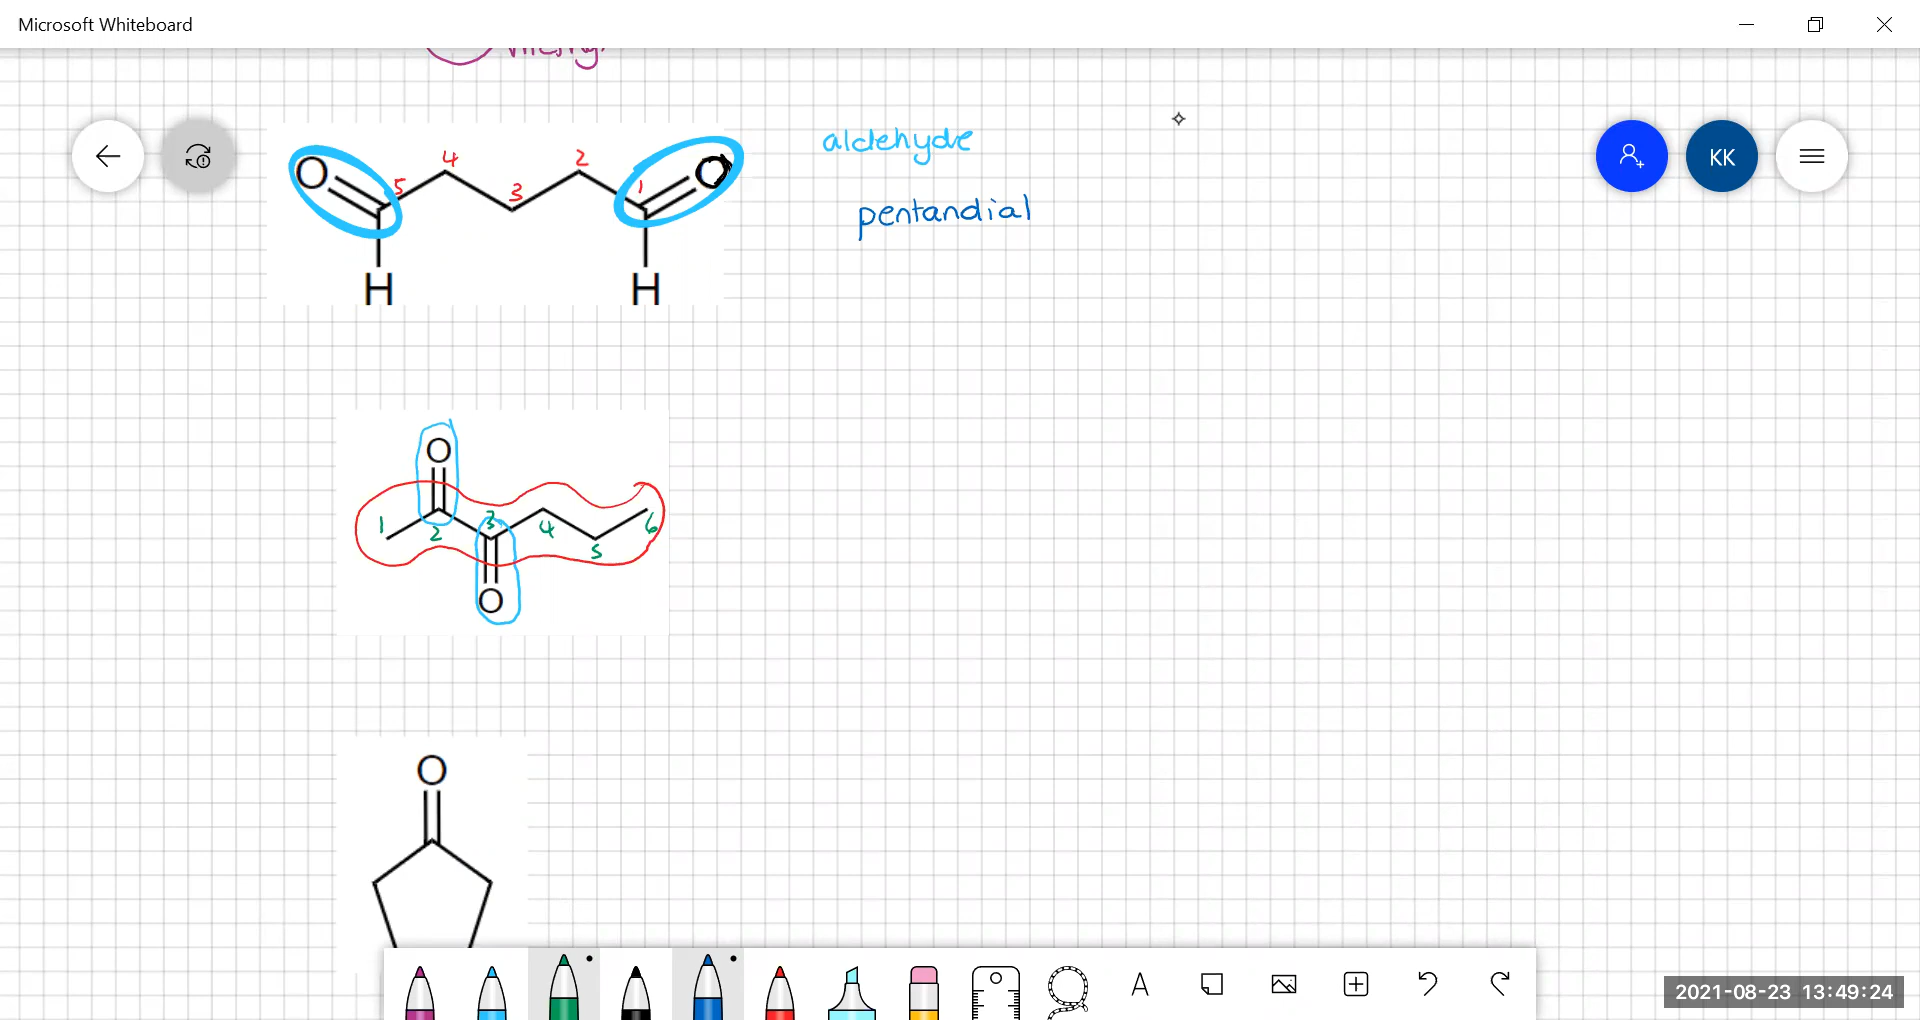 Microsoft Whiteboard
O 5 4 3 2 1 O
H H
aldehyde
pentandial
KK
O
1 2 3 4 5 6
O
O
A
2021-08-23 13:49:24